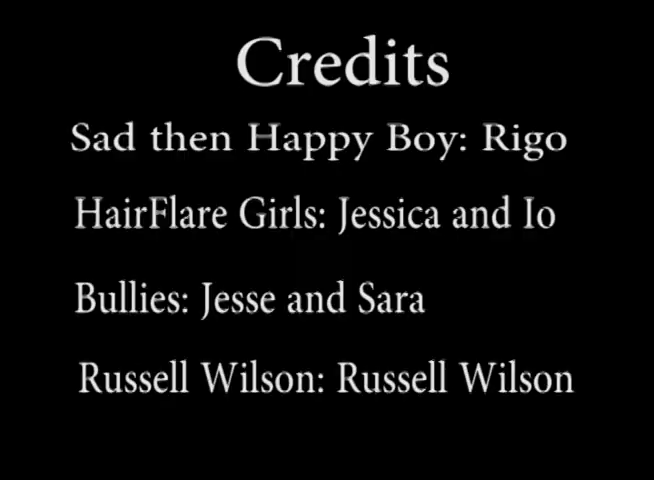 Credits
Sad then Happy Boy: Rigo
HairFlare Girls: Jessica and Io
Bullies: Jesse and Sara
Russell Wilson: Russell Wilson